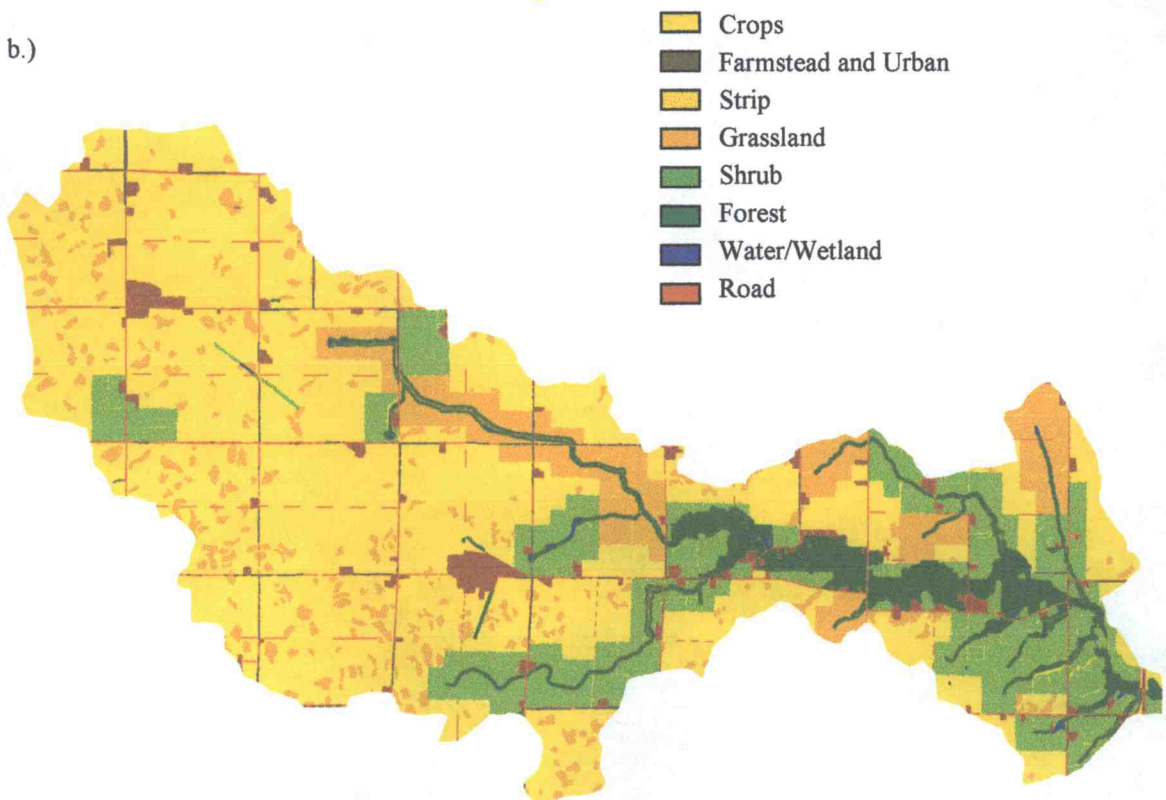 b.)
Crops
Farmstead and Urban
Strip
Grassland
Shrub
Forest
Water/Wetland
Road